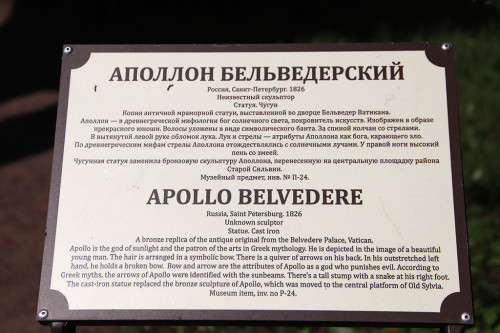 АПОЛЛОН БЕЛЬВЕДЕРСКИЙ
Россия, Санкт-Петербург. 1826
Неизвестный скульптор
Статуя. Чугун
Копия античной мраморной статуи, выставленной во дворце Бельведер Ватикана.
Аполлон — в древнегреческой мифологии бог солнечного света, покровитель искусств. Изображен в образе
прекрасного юноши. Волосы уложены в виде символического банта. За спиной колчан со стрелами.
В вытянутой левой руке обломок лука. Лук и стрелы — атрибуты Аполлона как бога, карающего зло.
По древнегреческим мифам стрелы Аполлона отождествлялись с солнечными лучами. У правой ноги высокий
пень со змеей.
Чугунная статуя заменила бронзовую скульптуру Аполлона, перенесенную на центральную площадку района
Старой Сильвии.
Музейный предмет, инв. № П-24.
APOLLO BELVEDERE
Russia, Saint Petersburg. 1826
Unknown sculptor
Statue. Cast iron
A bronze replica of the antique original from the Belvedere Palace, Vatican.
Apollo is the god of sunlight and the patron of the arts in Greek mythology. He is depicted in the image of a beautiful
young man. The hair is arranged in a symbolic bow. There is a quiver of arrows on his back. In his outstretched left
hand, he holds a broken bow. Bow and arrow are the attributes of Apollo as a god who punishes evil. According to
Greek myths, the arrows of Apollo were identified with the sunbeams. There's a tall stump with a snake at his right foot.
The cast-iron statue replaced the bronze sculpture of Apollo, which was moved to the central platform of Old Sylvia.
Museum item, inv. no P-24.